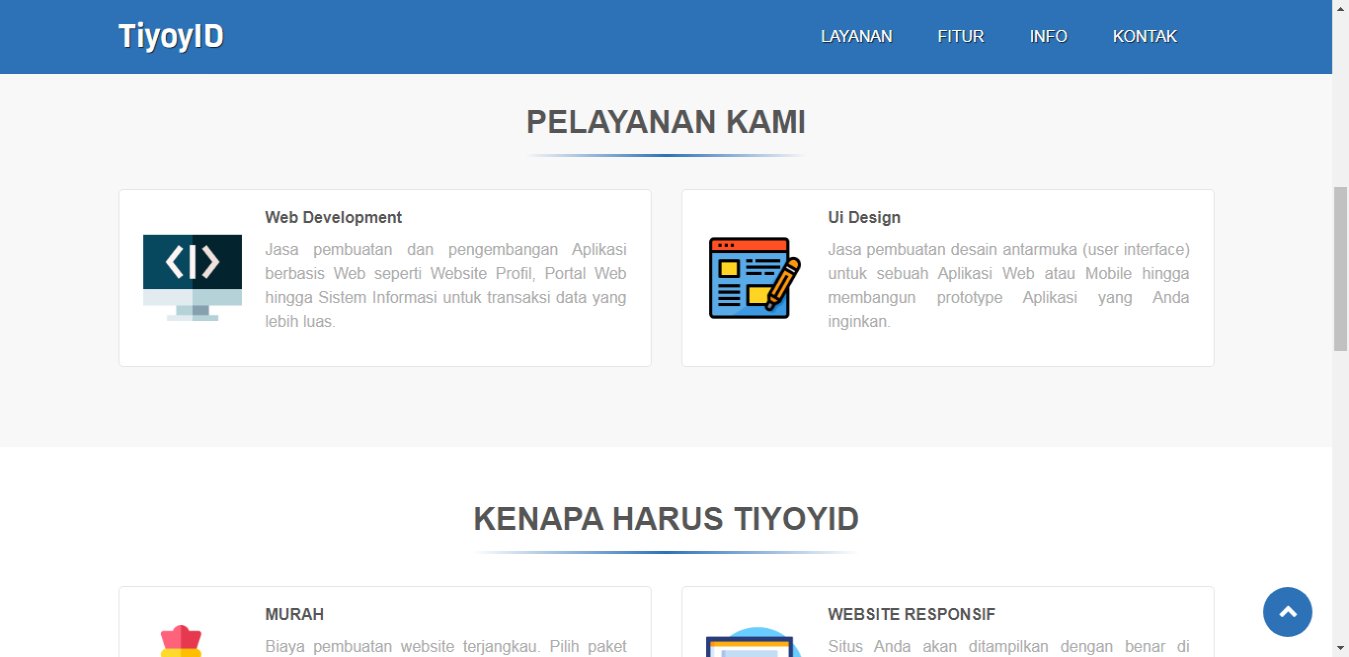 TiyoyID
LAYANAN FITUR INFO KONTAK
PELAYANAN KAMI
Web Development
Jasa pembuatan dan pengembangan Aplikasi
berbasis Web seperti Website Profil, Portal Web
hingga Sistem Informasi untuk transaksi data yang
lebih luas.
Ui Design
Jasa pembuatan desain antarmuka (user interface)
untuk sebuah Aplikasi Web atau Mobile hingga
membangun prototype Aplikasi yang Anda
inginkan.
KENAPA HARUS TIYOYID
MURAH
Biaya pembuatan website terjangkau. Pilih paket
WEBSITE RESPONSIF
Situs Anda akan ditampilkan dengan benar di